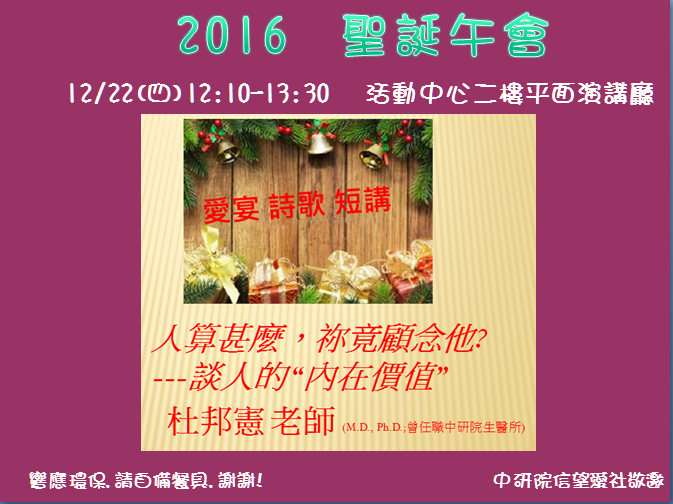 2016 聖誕午會
12/22(四)12:10-13:30 活動中心二樓平面演講廳
愛宴 詩歌 短講
人算甚麼，祢竟顧念他?
---談人的“內在價值”
杜邦憲 老師 (M.D., Ph.D.;曾任職中研院生醫所)
響應環保.請自備餐具.謝謝!
中研院信望愛社敬邀